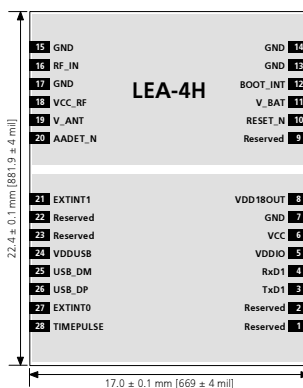 15 GND GND 14
16 RF_IN GND 13
17 GND BOOT_INT 12
LEA-4H
18 VCC_RF V_BAT 11
19 V_ANT RESET_N 10
20 AADET_N Reserved 9
21 EXTINT1 VDD18OUT 8
22 Reserved GND 7
23 Reserved VCC 6
24 VDDUSB VDDIO 5
25 USB_DM RxD1 4
26 USB_DP TxD1 3
27 EXTINT0 Reserved 2
28 TIMEPULSE Reserved 1
22.4 ± 0.1 mm [881.9 ± 4 mil]
17.0 ± 0.1 mm [669 ± 4 mil]